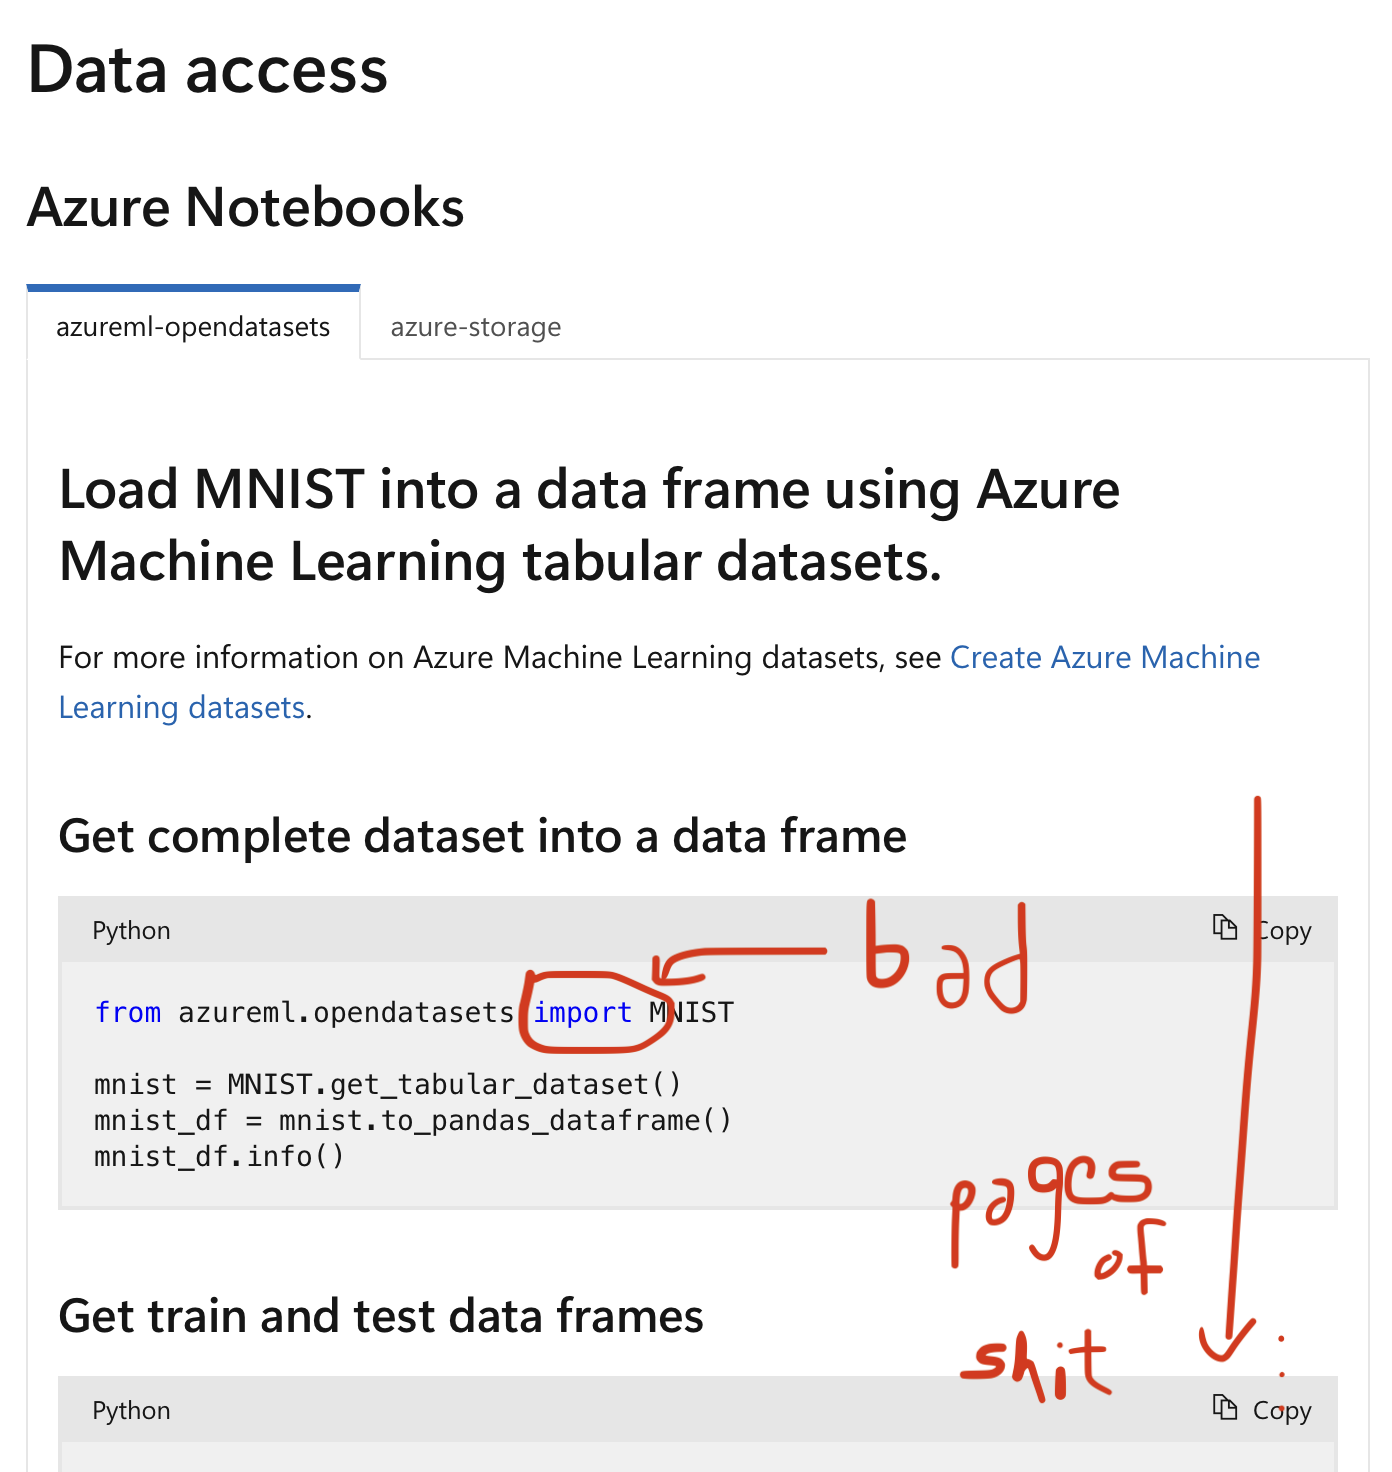 Data access
Azure Notebooks
azureml-opendatasets azure-storage
Load MNIST into a data frame using Azure
Machine Learning tabular datasets.
For more information on Azure Machine Learning datasets, see Create Azure Machine
Learning datasets.
Get complete dataset into a data frame
Python Copy
bad
from azureml.opendatasets import MNIST
mnist = MNIST.get_tabular_dataset()
mnist_df = mnist.to_pandas_dataframe()
mnist_df.info()
pages
of
shit
Get train and test data frames
Python Copy